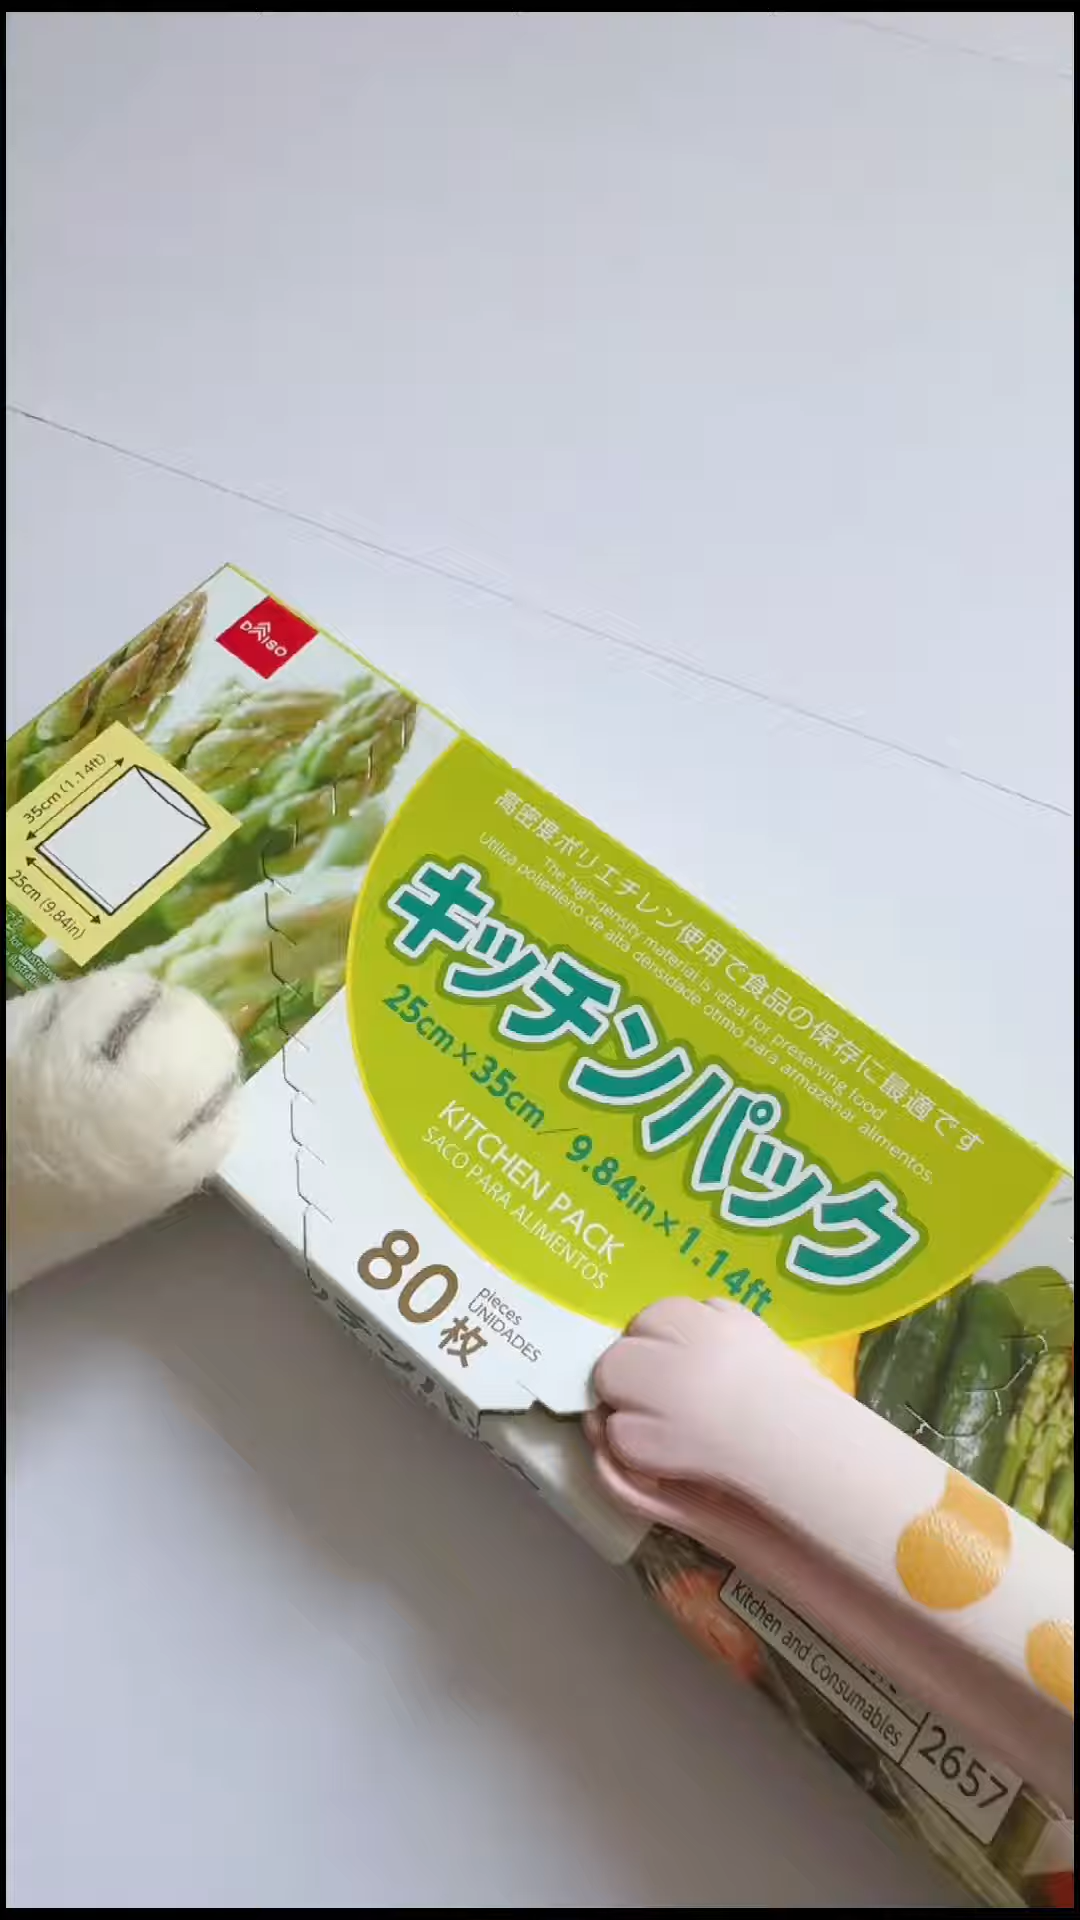 DAISO
35cm (1.14ft)
25cm (9.84in)
高密度ポリエチレン使用で食品の保存に最適です
The high-density material is ideal for preserving food
Utiliza polietileno de alta densidade otimo para armazenar alimentos.
キッチンパック
25cm×35cm/9.84in×1.14ft
KITCHEN PACK
SACO PARA ALIMENTOS
80枚
pieces
UNIDADES
Kitchen and Consumables
2657